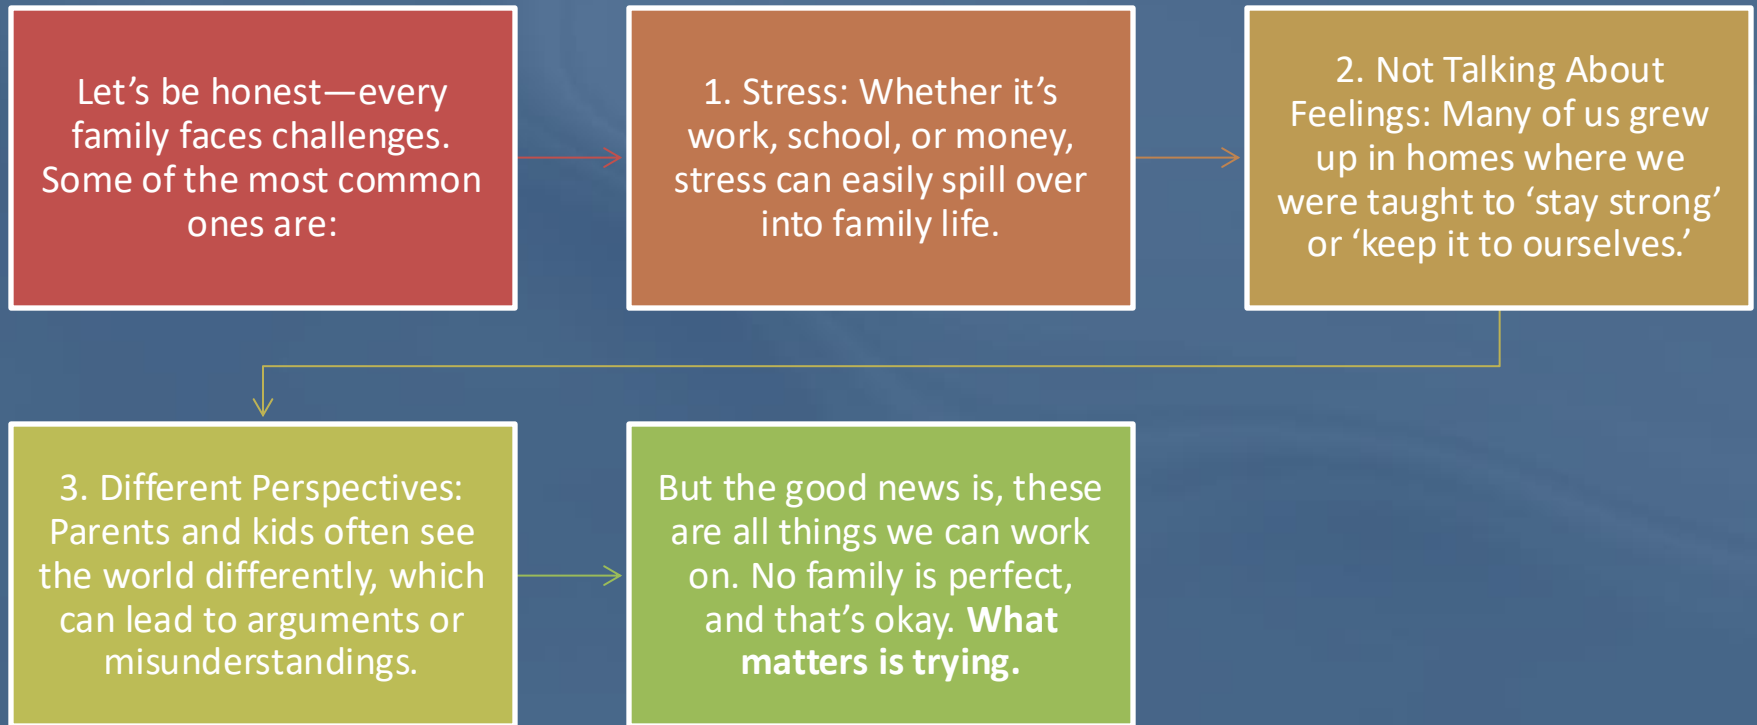 Let’s be honest—every
family faces challenges.
Some of the most common
ones are:
1. Stress: Whether it’s
work, school, or money,
stress can easily spill over
into family life.
2. Not Talking About
Feelings: Many of us grew
up in homes where we
were taught to ‘stay strong’
or ‘keep it to ourselves.’
3. Different Perspectives:
Parents and kids often see
the world differently, which
can lead to arguments or
misunderstandings.
But the good news is, these
are all things we can work
on. No family is perfect,
and that’s okay. What
matters is trying.